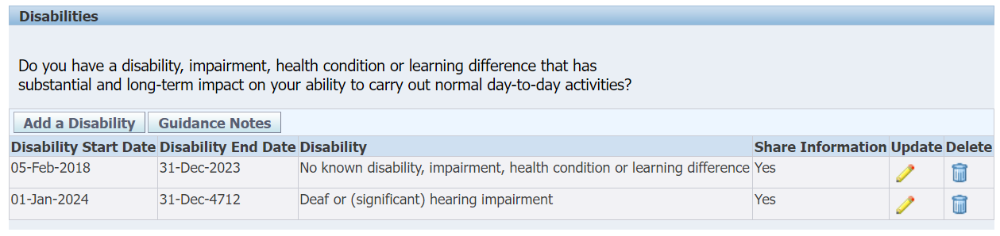 Disabilities
Do you have a disability, impairment, health condition or learning difference that has
substantial and long-term impact on your ability to carry out normal day-to-day activities?
Add a Disability Guidance Notes
Disability Start Date Disability End Date Disability Share Information Update Delete
05-Feb-2018 31-Dec-2023 No known disability, impairment, health condition or learning difference Yes
01-Jan-2024 31-Dec-4712 Deaf or (significant) hearing impairment Yes